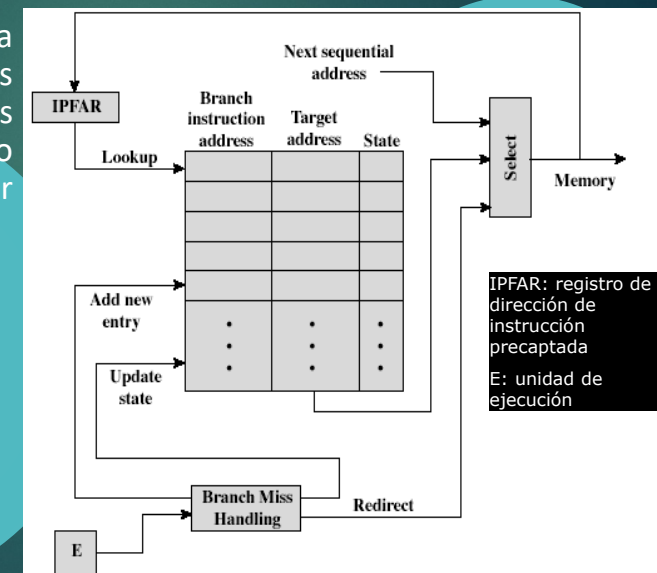 a
s
s
o
r
Next sequential
address
IPFAR
Branch
instruction
address
Target
address
State
Lookup
Select
Memory
Add new
entry
Update
state
IPFAR: registro de
dirección de
instrucción
precaptada
E: unidad de
ejecución
Branch Miss
Handling
Redirect
E